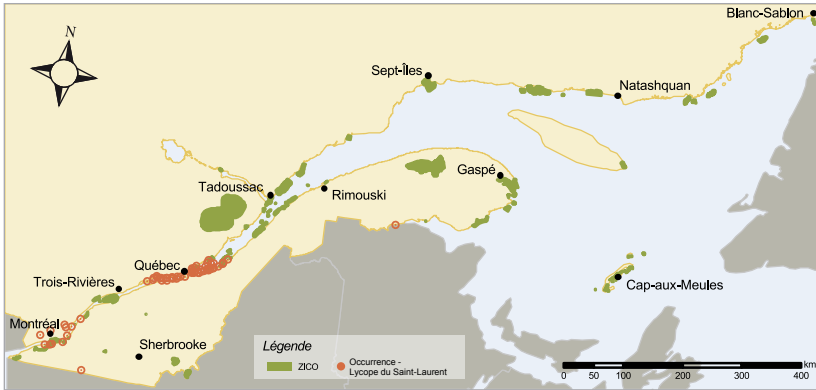 Blanc-Sablon
N
Sept-Îles
Natashquan
Gaspé
Tadoussac
Rimouski
Québec
Trois-Rivières
Cap-aux-Meules
Montréal
Sherbrooke
Légende
ZICO
Occurrence -
Lycope du Saint-Laurent
km
0 50 100 200 300 400